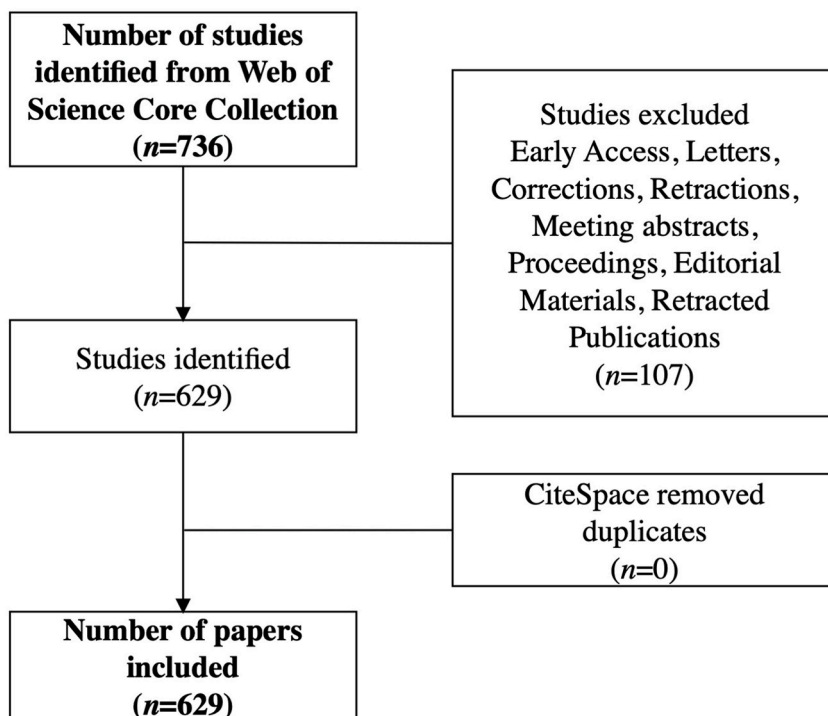 Number of studies
identified from Web of
Science Core Collection
(n=736)
Studies excluded
Early Access, Letters,
Corrections, Retractions,
Meeting abstracts,
Proceedings, Editorial
Materials, Retracted
Publications
(n=107)
Studies identified
(n=629)
CiteSpace removed
duplicates
(n=0)
Number of papers
included
(n=629)